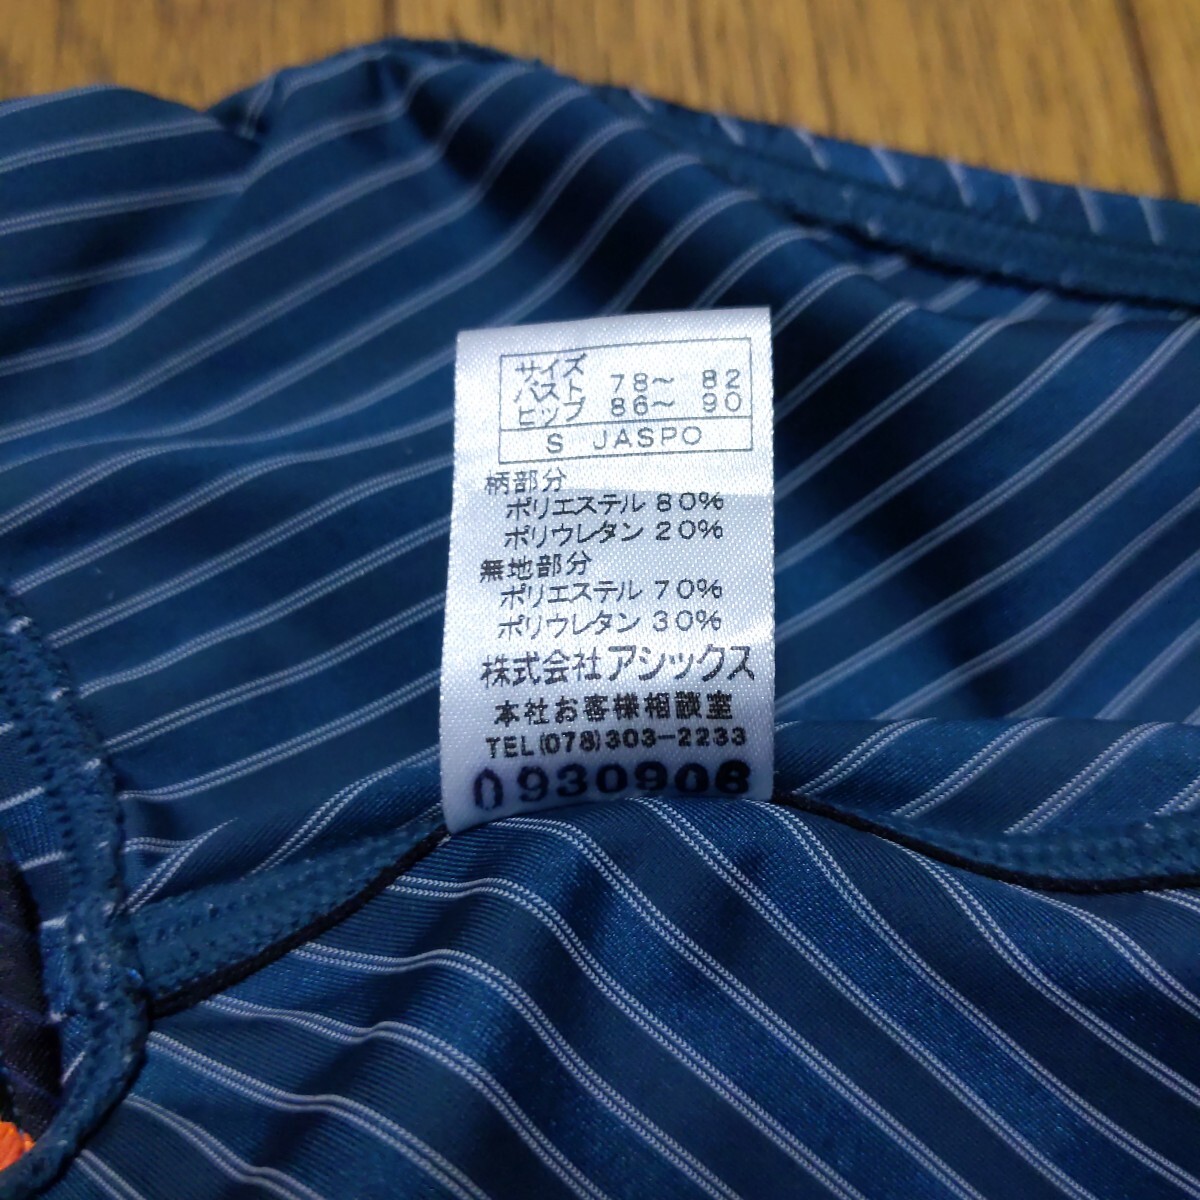 サイズ
バスト 78～ 82
ヒップ 86～ 90
S JASPO
柄部分
ポリエステル 80%
ポリウレタン 20%
無地部分
ポリエステル 70%
ポリウレタン 30%
株式会社アシックス
本社お客様相談室
TEL(078)303-2233
0930906